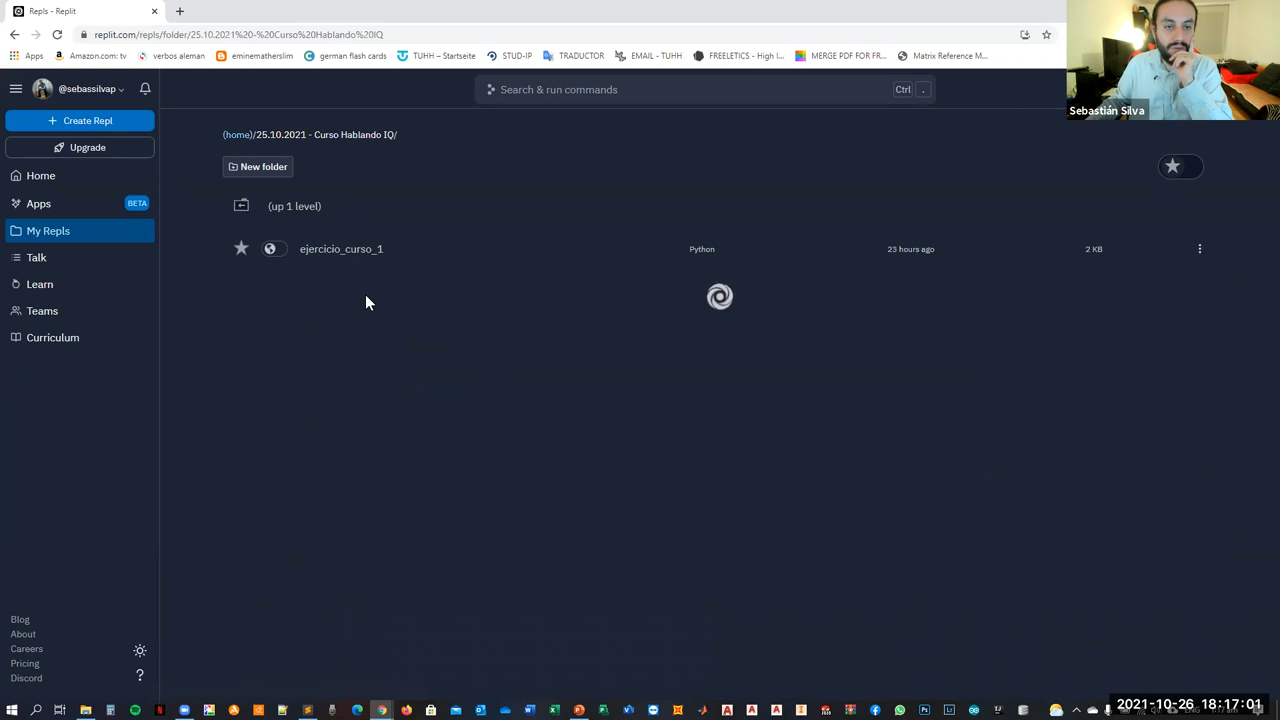 Repls - Replit
replit.com/repls/folder/25.10.2021%20-%20Curso%20Hablando%20IQ
Apps
Amazon.com: tv
verbos aleman
eminematherslim
german flash cards
TUHH – Startseite
STUD-IP
TRADUCTOR
EMAIL - TUHH
FREELETICS - High I...
MERGE PDF FOR FR...
Matrix Reference M...
Sebastián Silva
@sebassilvap
Search & run commands
Ctrl
.
+ Create Repl
Upgrade
(home)/25.10.2021 - Curso Hablando IQ/
New folder
Home
Apps
BETA
My Repls
Talk
Learn
Teams
Curriculum
(up 1 level)
ejercicio_curso_1
Python
23 hours ago
2 KB
Blog
About
Careers
Pricing
Discord
?
2021-10-26 18:17:01